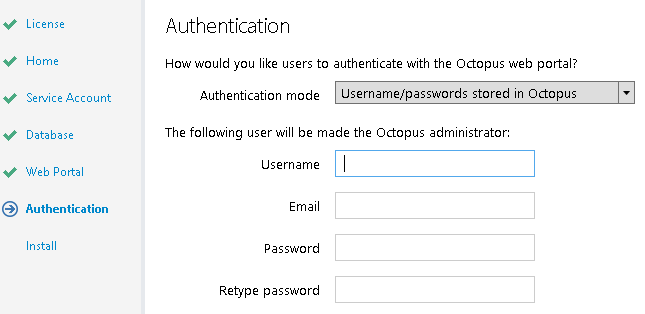 License
Home
Service Account
Database
Web Portal
Authentication
Install
Authentication
How would you like users to authenticate with the Octopus web portal?
Authentication mode Username/passwords stored in Octopus
The following user will be made the Octopus administrator:
Username
Email
Password
Retype password